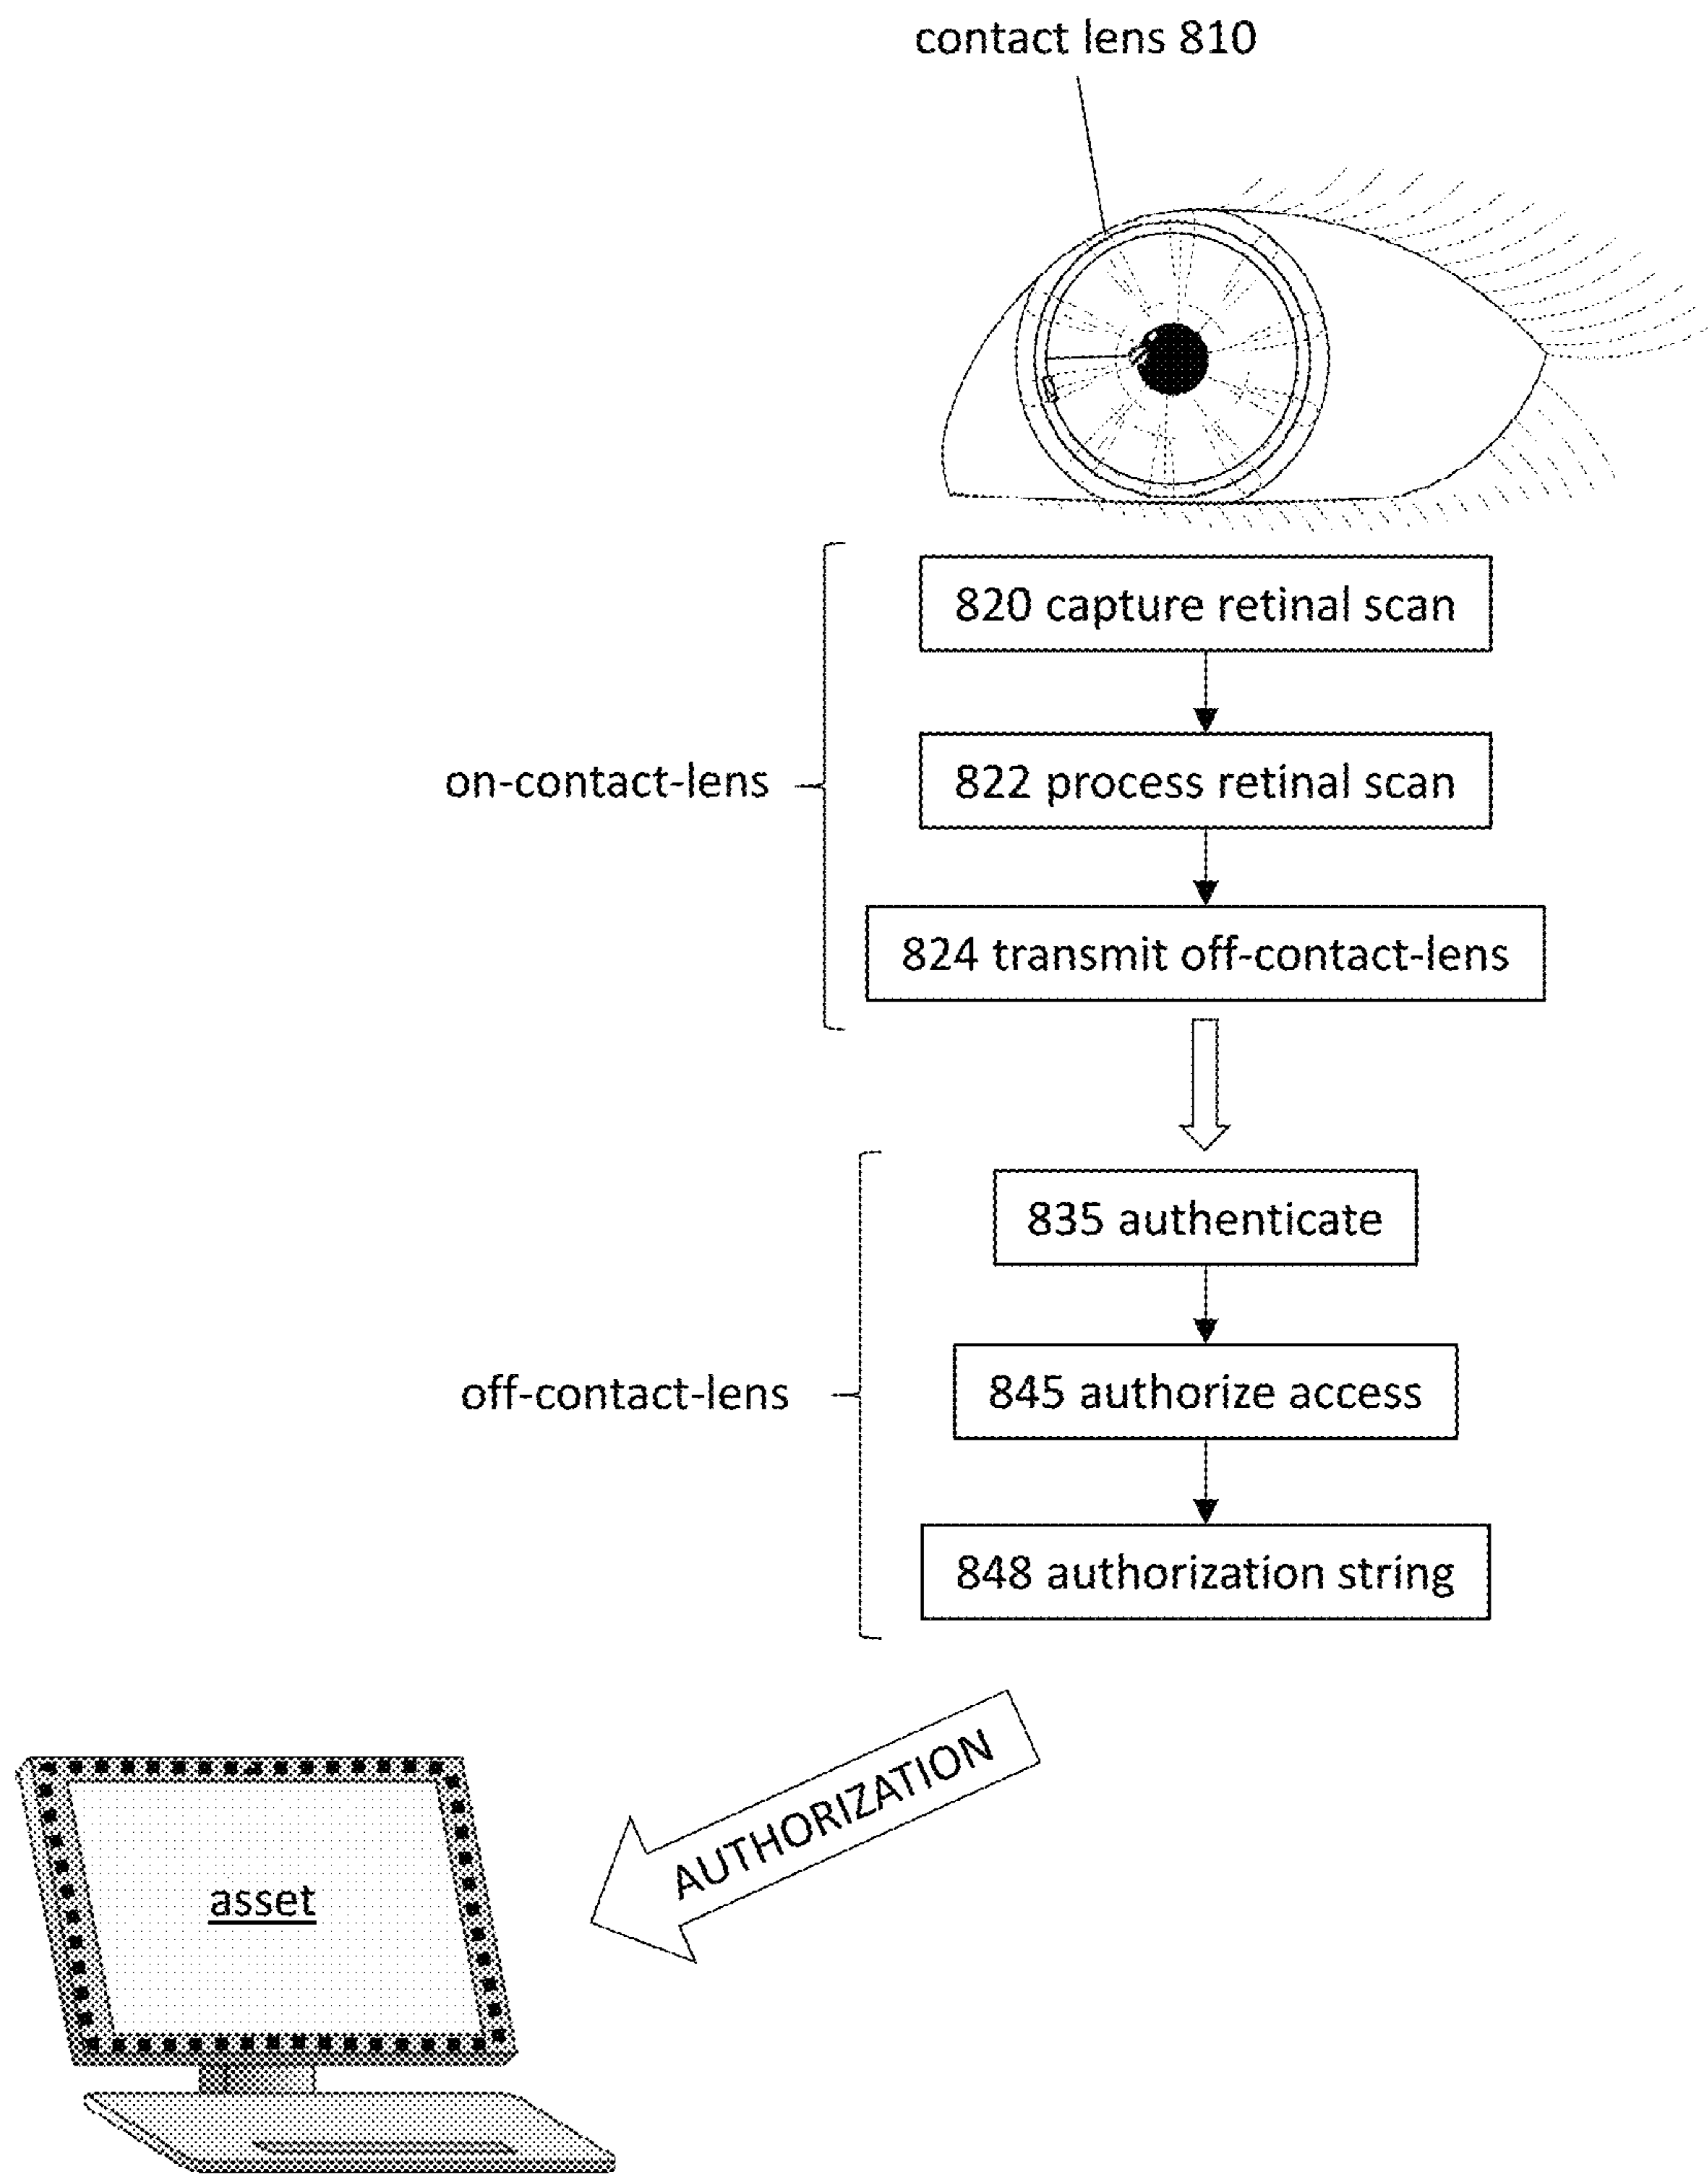 contact lens 810
820 capture retinal scan
on-contact-lens
822 process retinal scan
824 transmit off-contact-lens
835 authenticate
off-contact-lens
845 authorize access
848 authorization string
AUTHORIZATION
asset